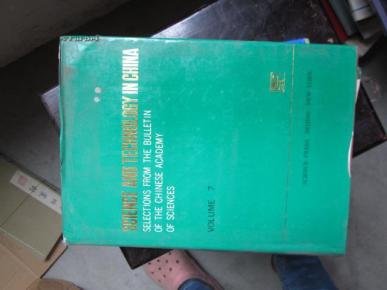 SCIENCE AND TECHNOLOGY IN CHINA
SELECTIONS FROM THE BULLETIN
OF THE CHINESE ACADEMY
OF SCIENCES
VOLUME 7
SCIENCE PRESS, BEIJING, NEW YORK